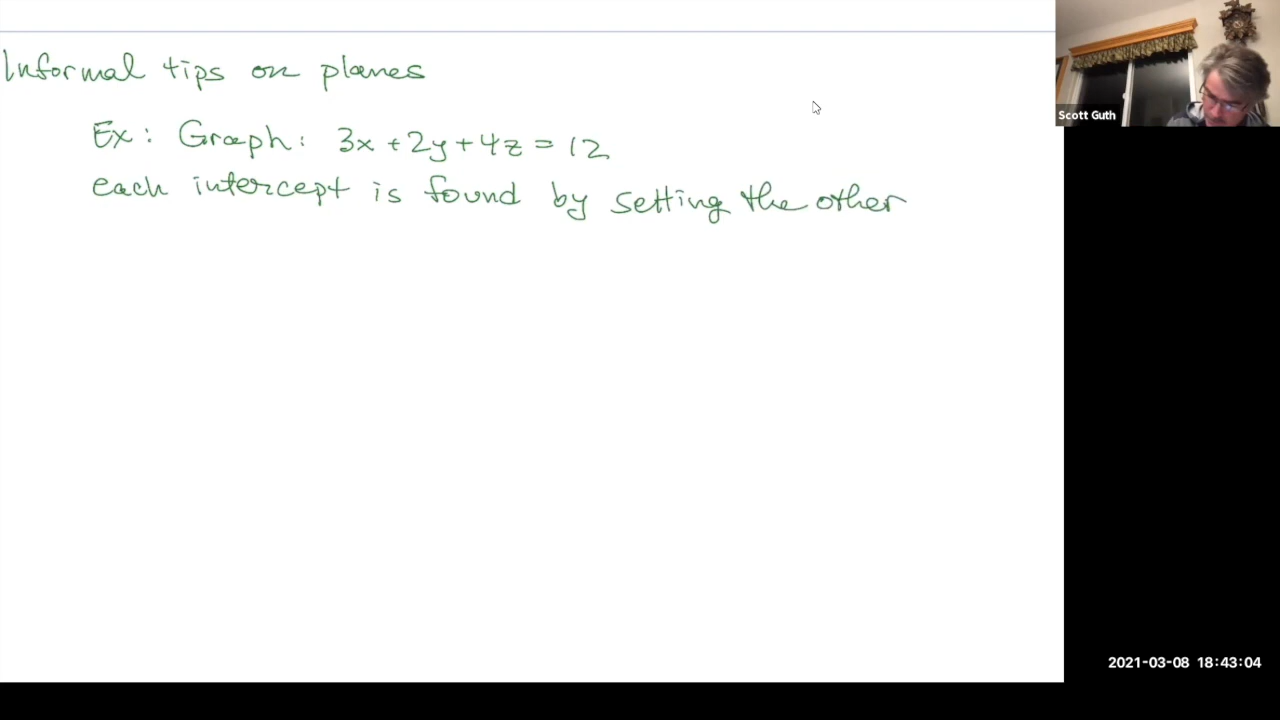 Informal tips on planes
Ex: Graph: 3x + 2y + 4z = 12
each intercept is found by setting the other
Scott Guth
2021-03-08 18:43:04